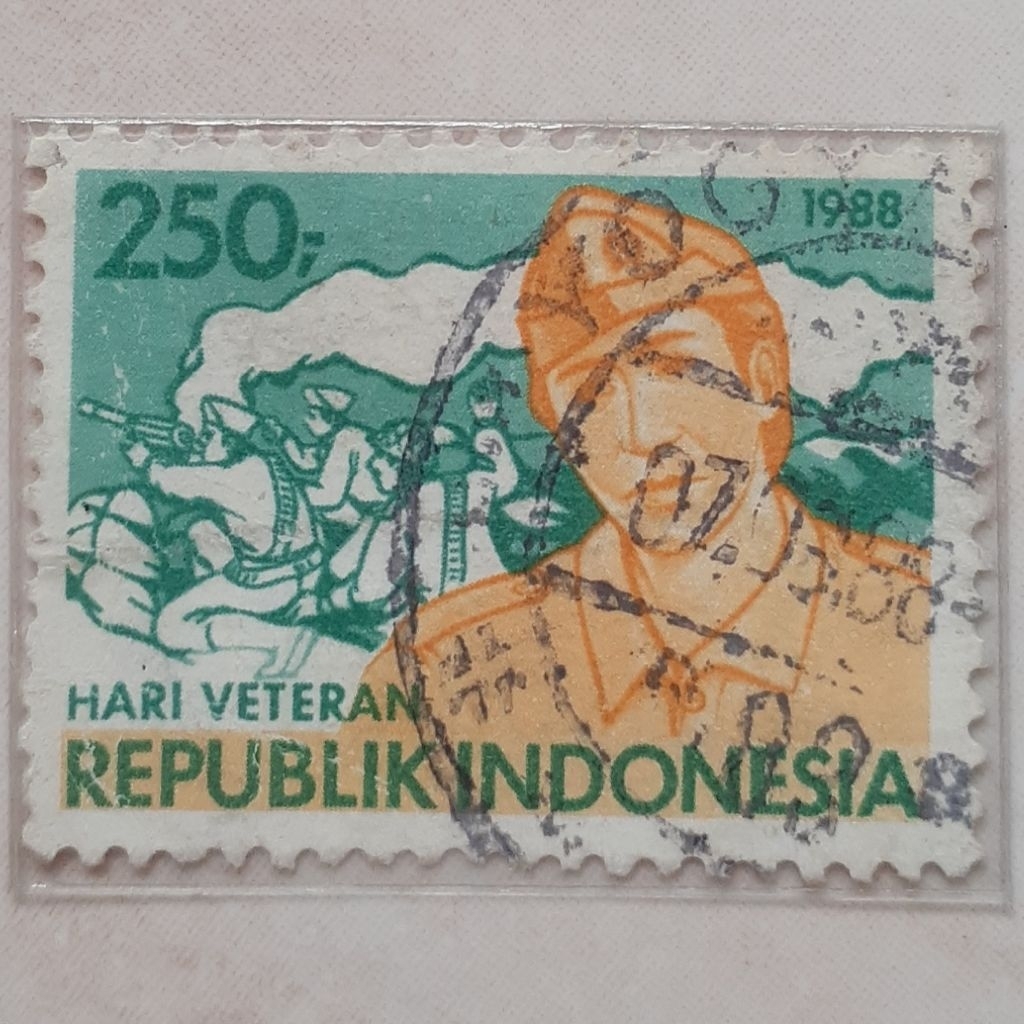 250,-
1988
HARI VETERAN
REPUBLIK INDONESIA